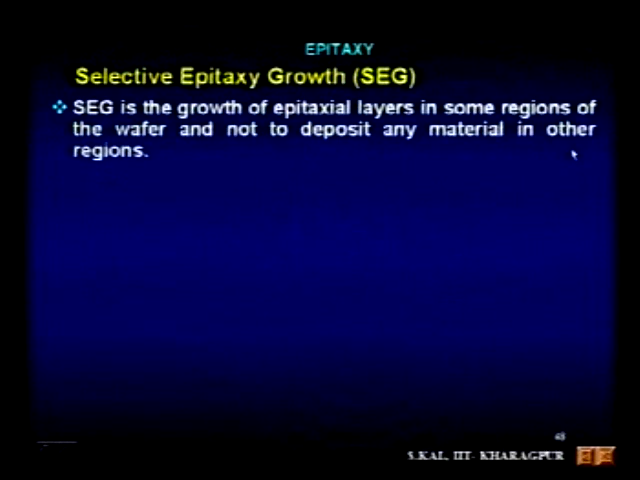 EPITAXY
Selective Epitaxy Growth (SEG)
SEG is the growth of epitaxial layers in some regions of
the wafer and not to deposit any material in other
regions.
48
S.KAL, IIT- KHARAGPUR